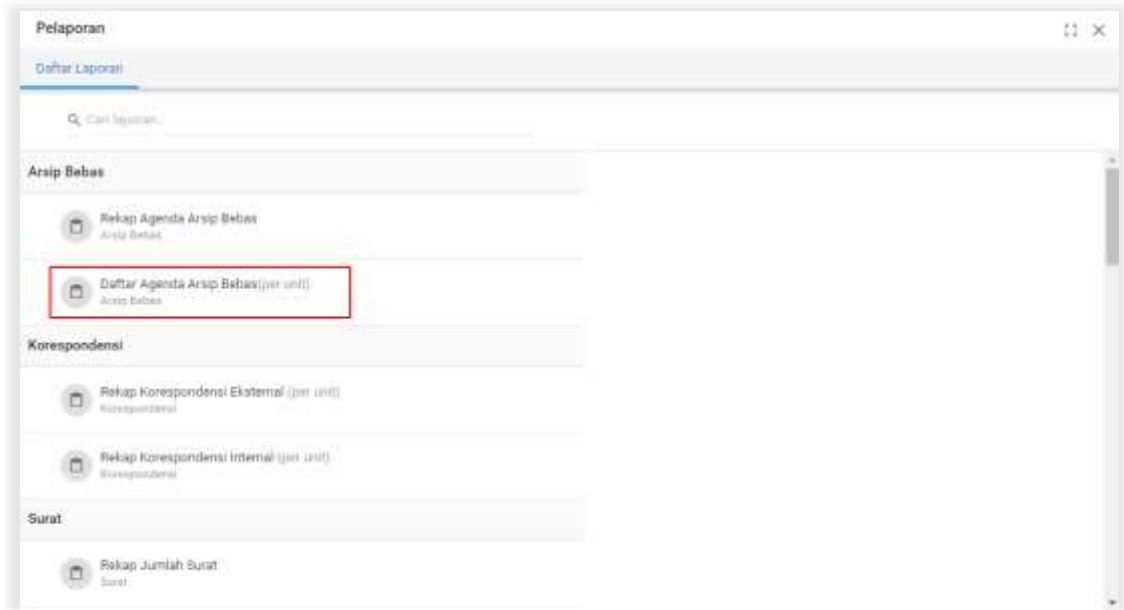 Pelaporan
Daftar Laporan
Cari laporan..
Arsip Bebas
Rekap Agenda Arsip Bebas
Arsip Bebas
Daftar Agenda Arsip Bebas(per unit)
Arsip Bebas
Korespondensi
Rekap Korespondensi Eksternal (per unit)
Korespondensi
Rekap Korespondensi Internal (per unit)
Korespondensi
Surat
Rekap Jumlah Surat
Surat